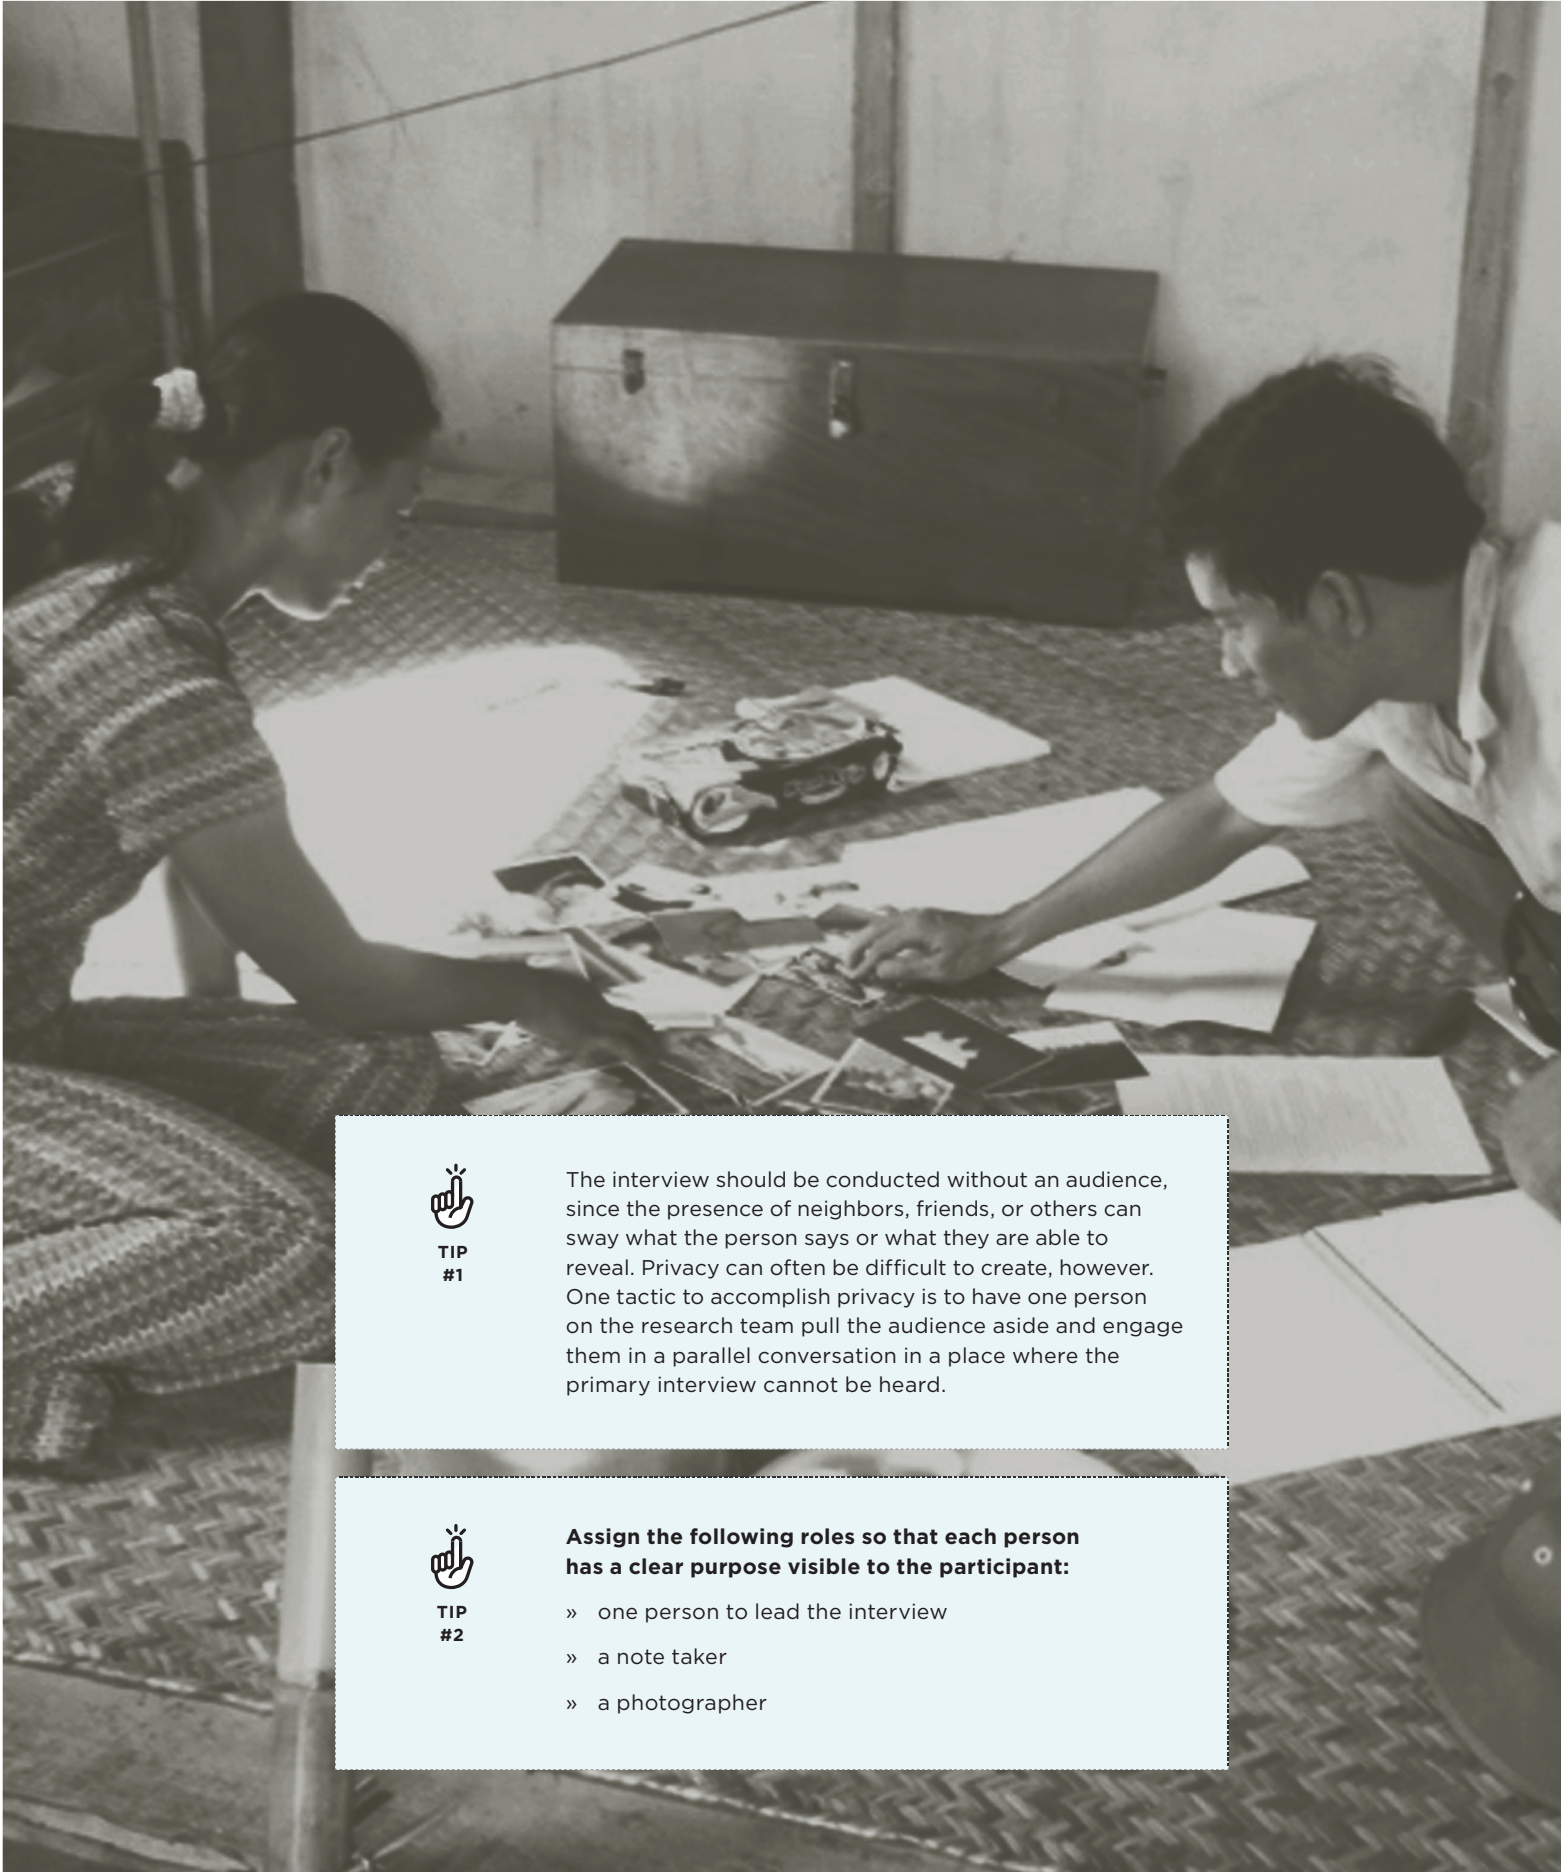 TIP
#1
The interview should be conducted without an audience,
since the presence of neighbors, friends, or others can
sway what the person says or what they are able to
reveal. Privacy can often be difficult to create, however.
One tactic to accomplish privacy is to have one person
on the research team pull the audience aside and engage
them in a parallel conversation in a place where the
primary interview cannot be heard.
TIP
#2
Assign the following roles so that each person
has a clear purpose visible to the participant:
» one person to lead the interview
» a note taker
» a photographer